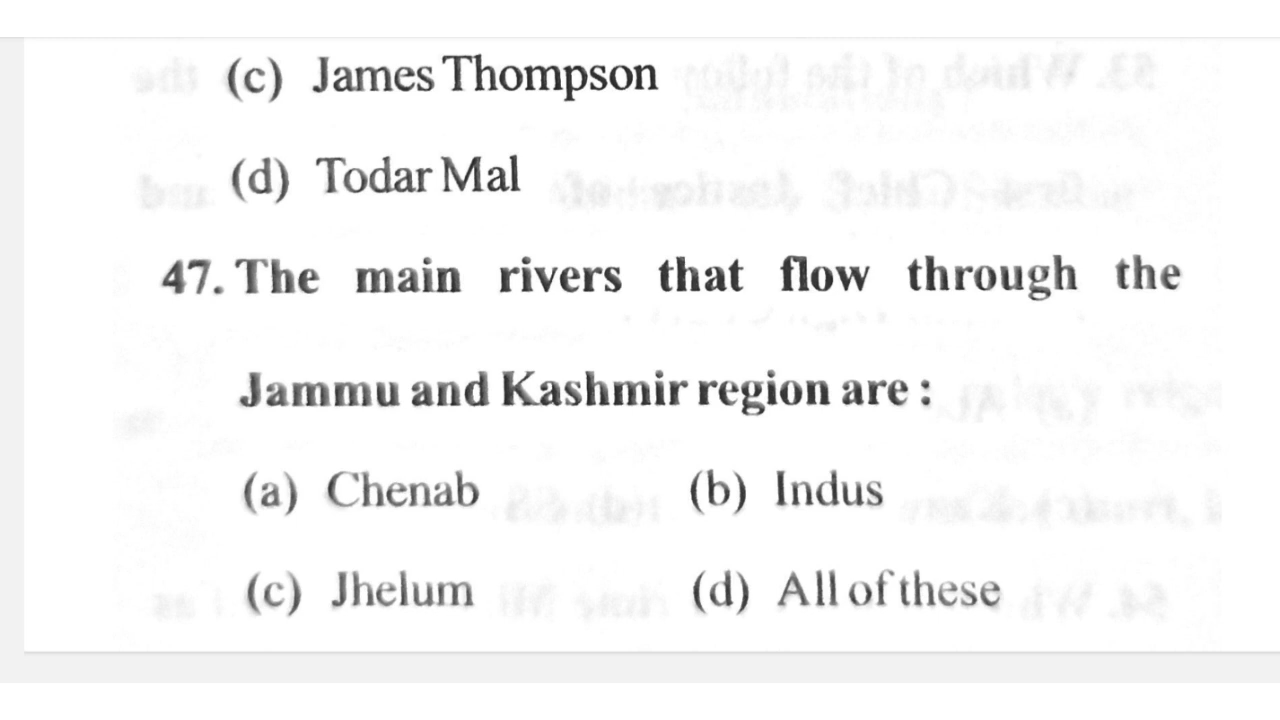 (c) James Thompson
(d) Todar Mal
47. The main rivers that flow through the
Jammu and Kashmir region are :
(a) Chenab (b) Indus
(c) Jhelum (d) All of these